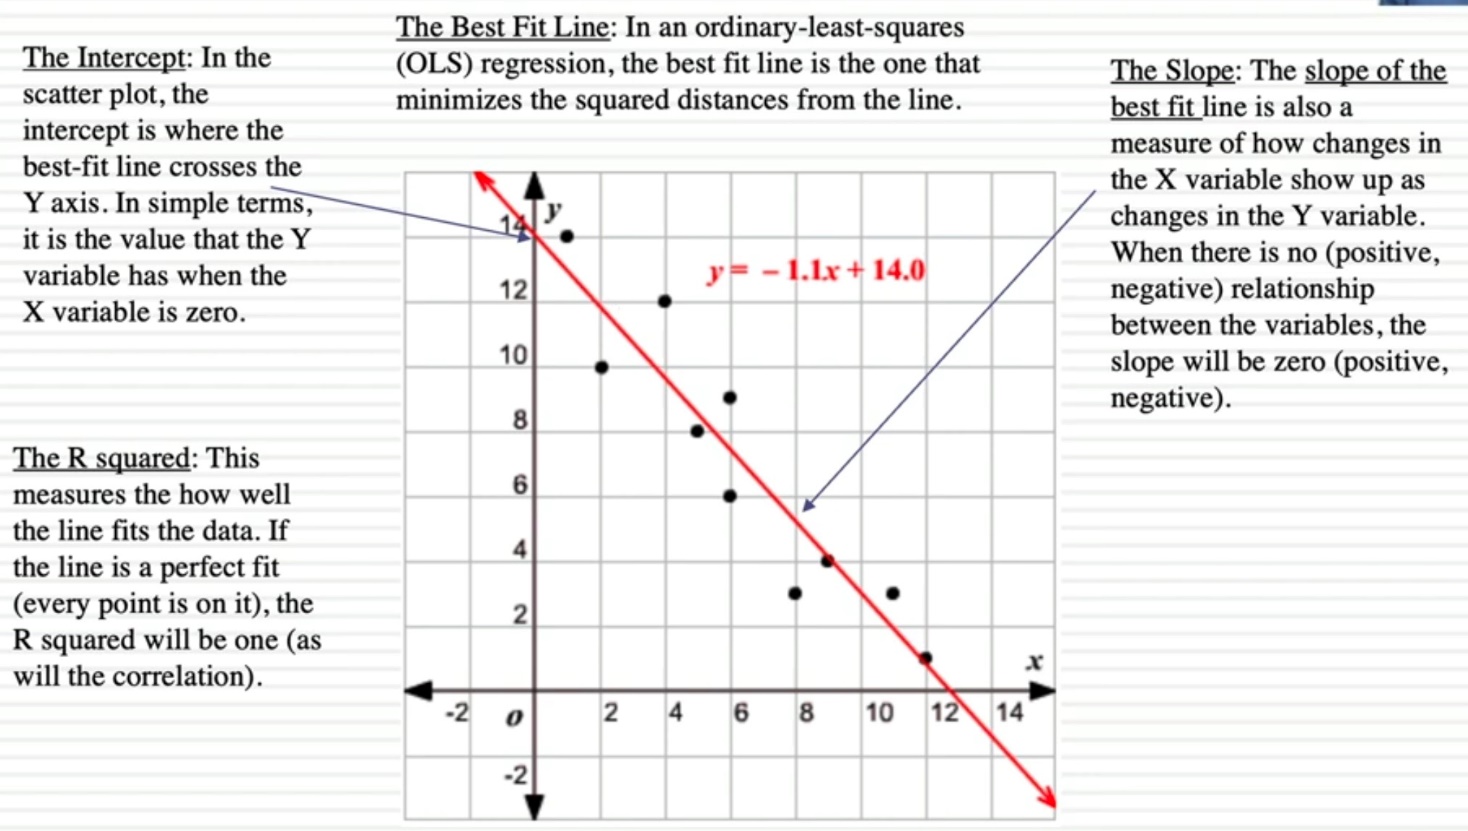 The Best Fit Line: In an ordinary-least-squares
(OLS) regression, the best fit line is the one that
minimizes the squared distances from the line.
The Intercept: In the
scatter plot, the
intercept is where the
best-fit line crosses the
Y axis. In simple terms,
it is the value that the Y
variable has when the
X variable is zero.
The R squared: This
measures the how well
the line fits the data. If
the line is a perfect fit
(every point is on it), the
R squared will be one (as
will the correlation).
y
14
y = – 1.1x + 14.0
12
10
8
6
4
2
x
-2 o 2 4 6 8 10 12 14
-2
The Slope: The slope of the
best fit line is also a
measure of how changes in
the X variable show up as
changes in the Y variable.
When there is no (positive,
negative) relationship
between the variables, the
slope will be zero (positive,
negative).